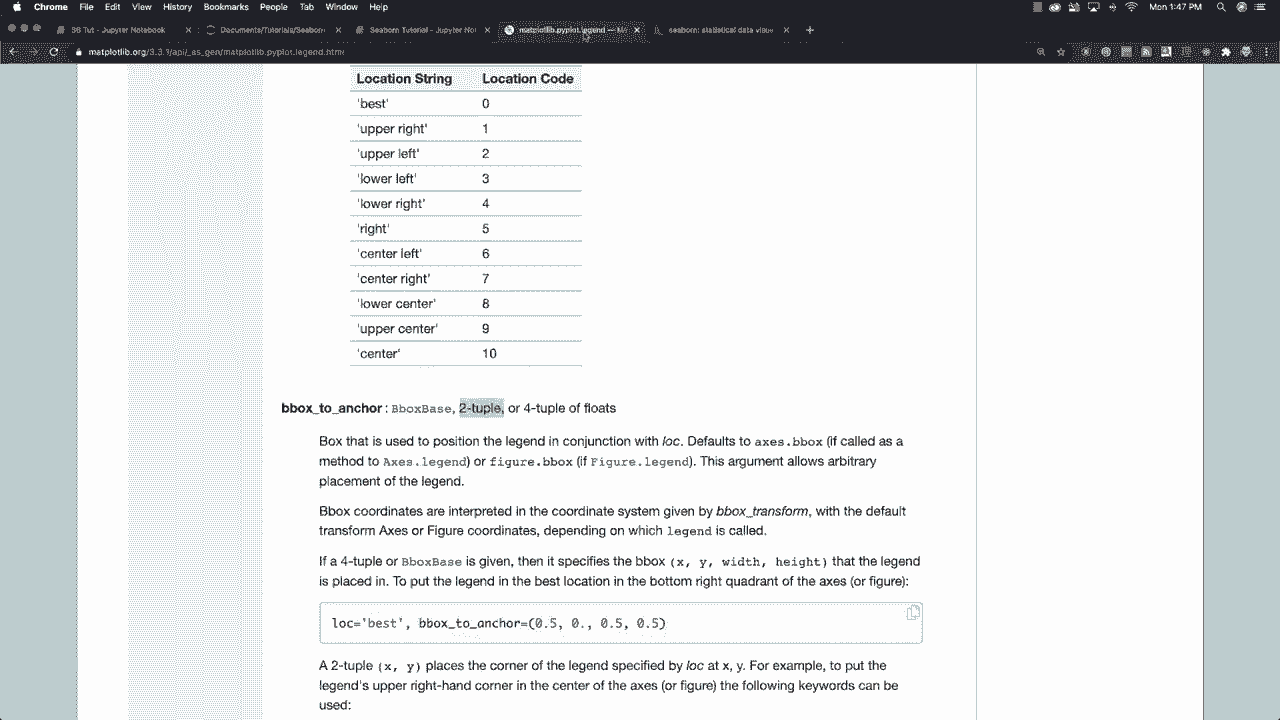 Chrome File Edit View History Bookmarks People Tab Window Help Mon 1:47 PM
SB Tut - Jupyter Notebook Documents/Tutorials/Seaborn- Seaborn Tutorial - Jupyter No matplotlib.pyplot.legend — M seaborn: statistical data visua
matplotlib.org/3.3.3/api/_as_gen/matplotlib.pyplot.legend.html
Location String Location Code
'best' 0
'upper right' 1
'upper left' 2
'lower left' 3
'lower right' 4
'right' 5
'center left' 6
'center right' 7
'lower center' 8
'upper center' 9
'center' 10
bbox_to_anchor : BboxBase, 2-tuple, or 4-tuple of floats
Box that is used to position the legend in conjunction with loc. Defaults to axes.bbox (if called as a
method to Axes.legend) or figure.bbox (if Figure.legend). This argument allows arbitrary
placement of the legend.
Bbox coordinates are interpreted in the coordinate system given by bbox_transform, with the default
transform Axes or Figure coordinates, depending on which legend is called.
If a 4-tuple or BboxBase is given, then it specifies the bbox (x, y, width, height) that the legend
is placed in. To put the legend in the best location in the bottom right quadrant of the axes (or figure):
loc='best', bbox_to_anchor=(0.5, 0., 0.5, 0.5)
A 2-tuple (x, y) places the corner of the legend specified by loc at x, y. For example, to put the
legend's upper right-hand corner in the center of the axes (or figure) the following keywords can be
used: